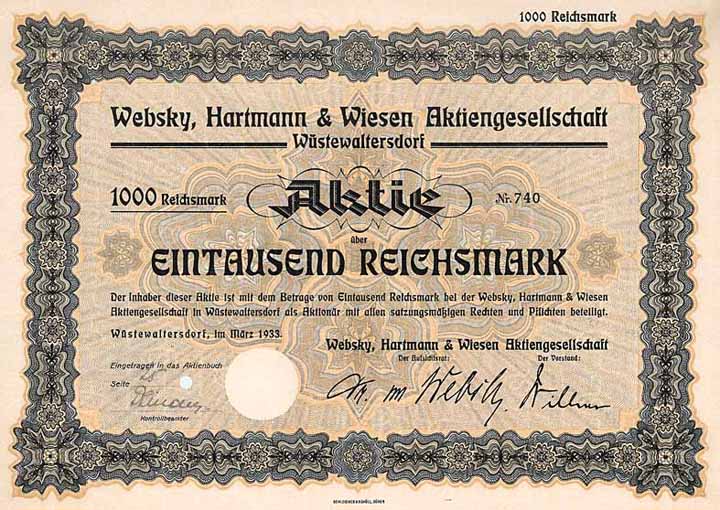 1000 Reichsmark
Websky, Hartmann & Wiesen Aktiengesellschaft
Wüstewaltersdorf
1000 Reichsmark
Aktie
Nr. 740
über
EINTAUSEND REICHSMARK
Der Inhaber dieser Aktie ist mit dem Betrage von Eintausend Reichsmark bei der Websky, Hartmann & Wiesen
Aktiengesellschaft in Wüstewaltersdorf als Aktionär mit allen satzungsmäßigen Rechten und Pflichten beteiligt.
Wüstewaltersdorf, im März 1933.
Websky, Hartmann & Wiesen Aktiengesellschaft
Der Aufsichtsrat:
Der Vorstand:
Eingetragen in das Aktienbuch
Seite 25
Kontrollbeamter
Websky